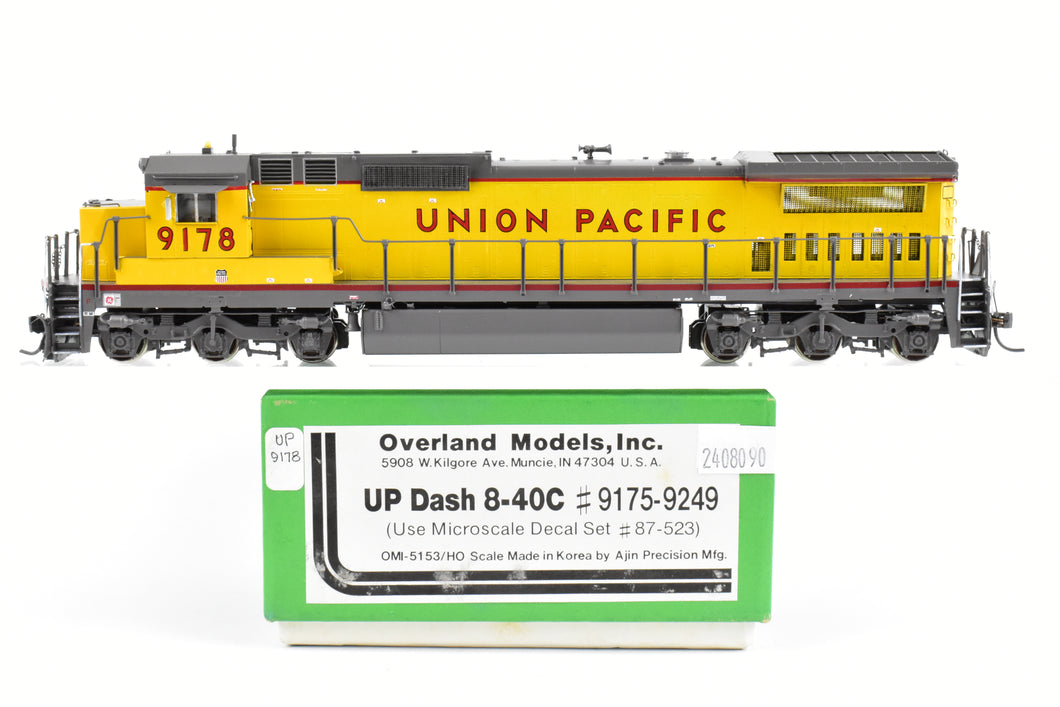 9178
UNION PACIFIC
UP
9178
Overland Models, Inc.
5908 W. Kilgore Ave. Muncie, IN 47304 U. S. A.
2408090
UP Dash 8-40C # 9175-9249
(Use Microscale Decal Set # 87-523)
OMI-5153/HO Scale Made in Korea by Ajin Precision Mfg.